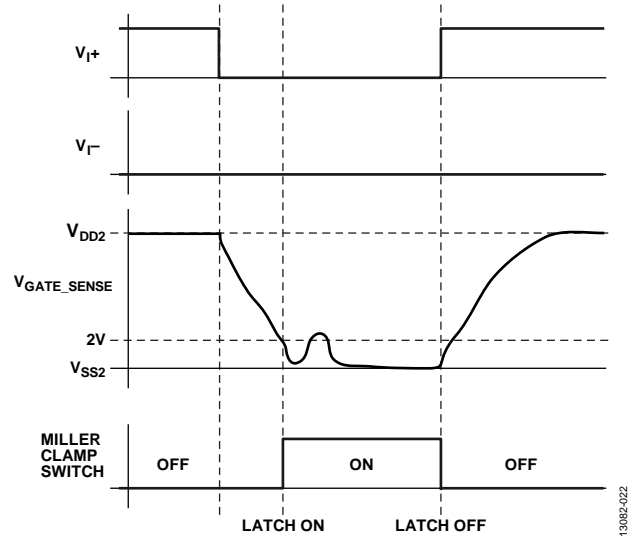 VI+
VI–
VDD2
VGATE_SENSE
2V
VSS2
MILLER
CLAMP
SWITCH
OFF
ON
OFF
LATCH ON
LATCH OFF
13082-022